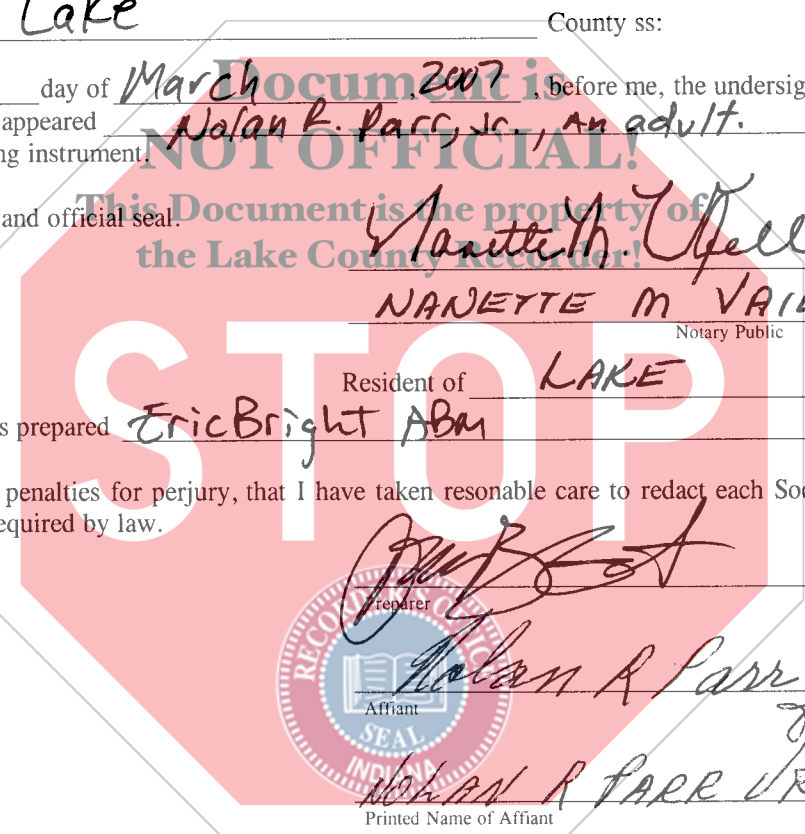 Lake County ss:
day of March, 2007, before me, the undersig
appeared Nolan R. Parr, Jr., An adult.
ng instrument.
and official seal.
Document is
NOT OFFICIAL!
This Document is the property of
the Lake County Recorder!
STOP
Nanette M.
NANETTE M VAIL
Notary Public
Resident of LAKE
s prepared Eric Bright ABM
penalties for perjury, that I have taken resonable care to redact each Soc
equired by law.
Preparer
Nolan R Parr
Affiant
RECORDER'S OFFICE
SEAL
INDIANA
NOLAN R PARR JR
Printed Name of Affiant